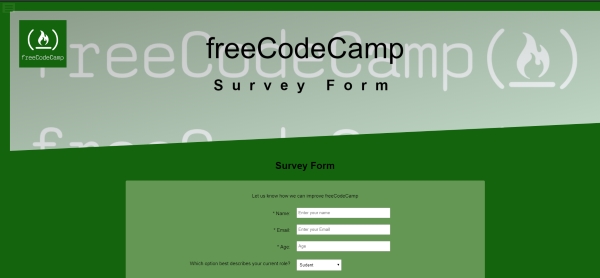 freeCodeCamp(🔥)
freeCodeCamp
freeCodeCamp
Survey Form
freeCodeCamp
Survey Form
Let us know how we can improve freeCodeCamp
* Name:
Enter your name
* Email:
Enter your Email
* Age:
Age
Which option best describes your current role?
Student